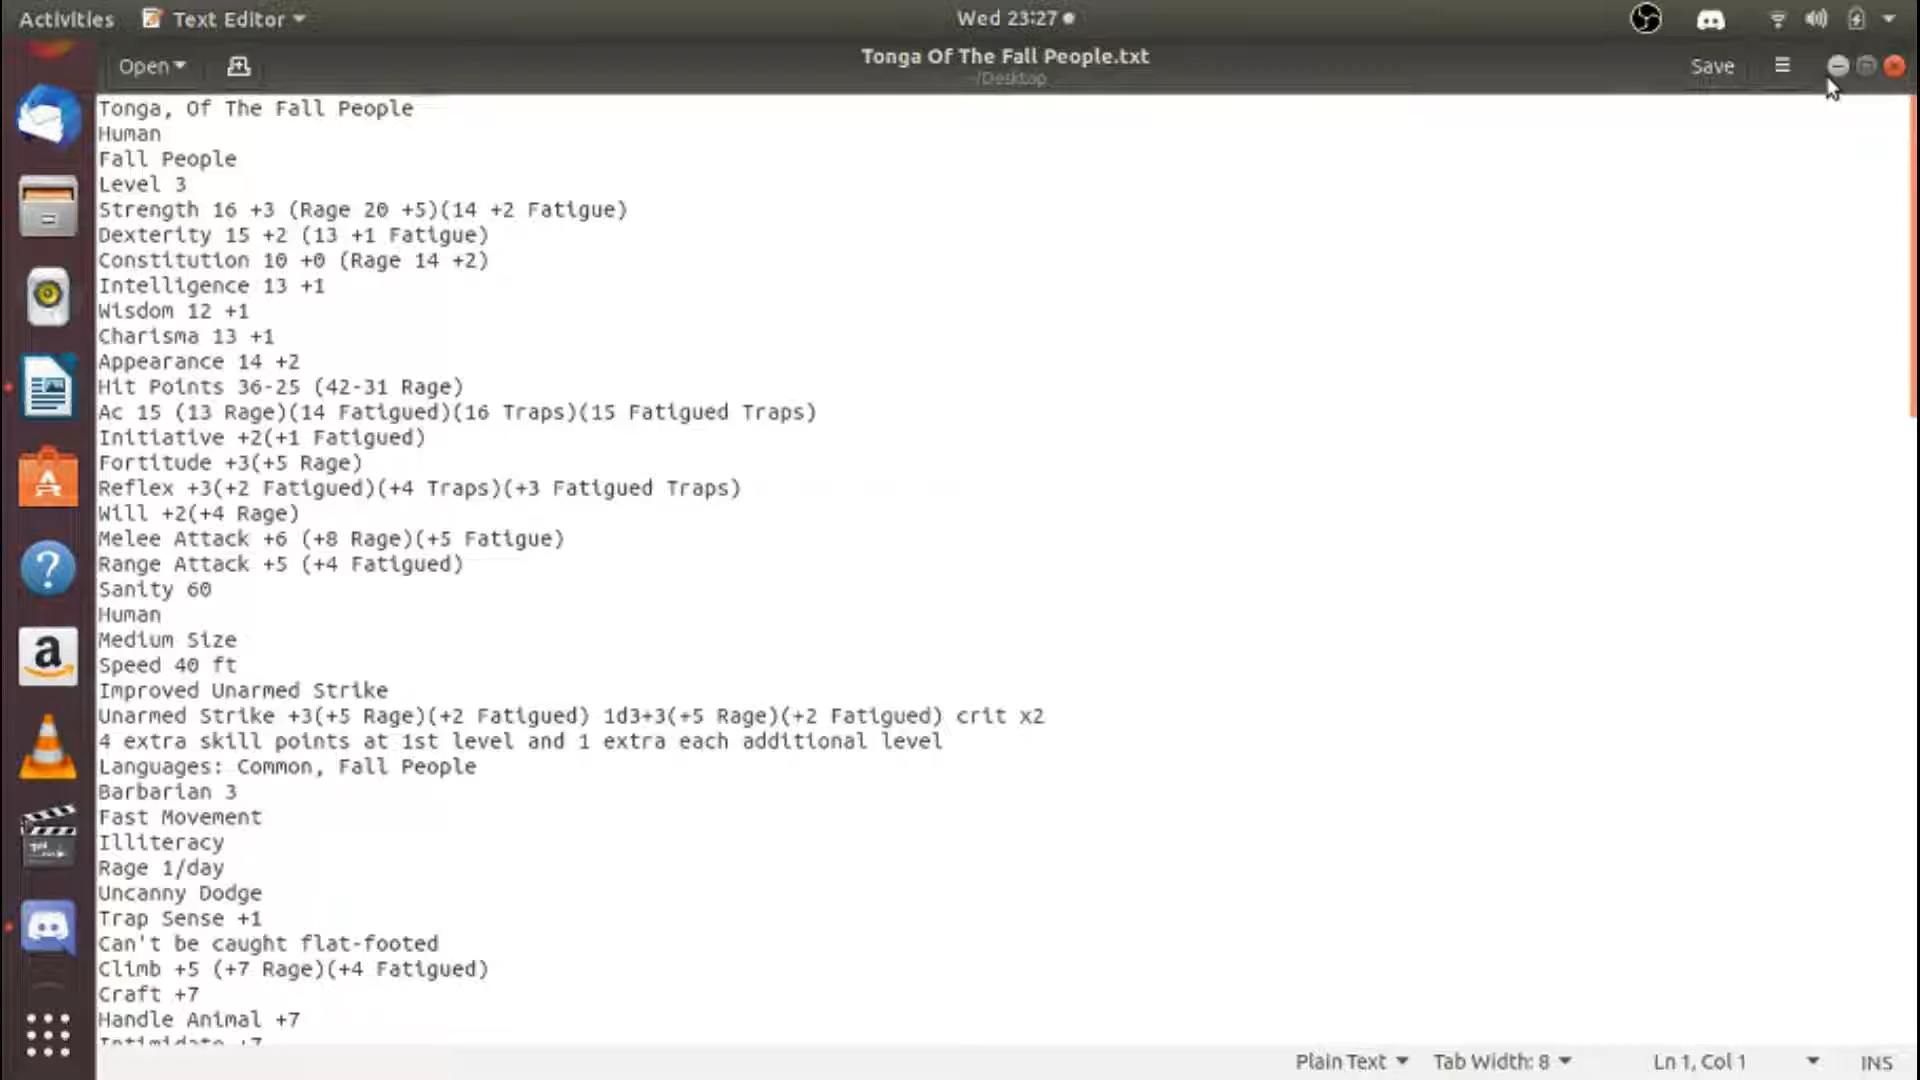 Activities Text Editor Wed 23:27
Open Tonga Of The Fall People.txt Save
~/Desktop
Tonga, Of The Fall People
Human
Fall People
Level 3
Strength 16 +3 (Rage 20 +5)(14 +2 Fatigue)
Dexterity 15 +2 (13 +1 Fatigue)
Constitution 10 +0 (Rage 14 +2)
Intelligence 13 +1
Wisdom 12 +1
Charisma 13 +1
Appearance 14 +2
Hit Points 36-25 (42-31 Rage)
Ac 15 (13 Rage)(14 Fatigued)(16 Traps)(15 Fatigued Traps)
Initiative +2(+1 Fatigued)
Fortitude +3(+5 Rage)
Reflex +3(+2 Fatigued)(+4 Traps)(+3 Fatigued Traps)
Will +2(+4 Rage)
Melee Attack +6 (+8 Rage)(+5 Fatigue)
Range Attack +5 (+4 Fatigued)
Sanity 60
Human
Medium Size
Speed 40 ft
Improved Unarmed Strike
Unarmed Strike +3(+5 Rage)(+2 Fatigued) 1d3+3(+5 Rage)(+2 Fatigued) crit x2
4 extra skill points at 1st level and 1 extra each additional level
Languages: Common, Fall People
Barbarian 3
Fast Movement
Illiteracy
Rage 1/day
Uncanny Dodge
Trap Sense +1
Can't be caught flat-footed
Climb +5 (+7 Rage)(+4 Fatigued)
Craft +7
Handle Animal +7
Intimidate +7
Plain Text Tab Width: 8 Ln 1, Col 1 INS